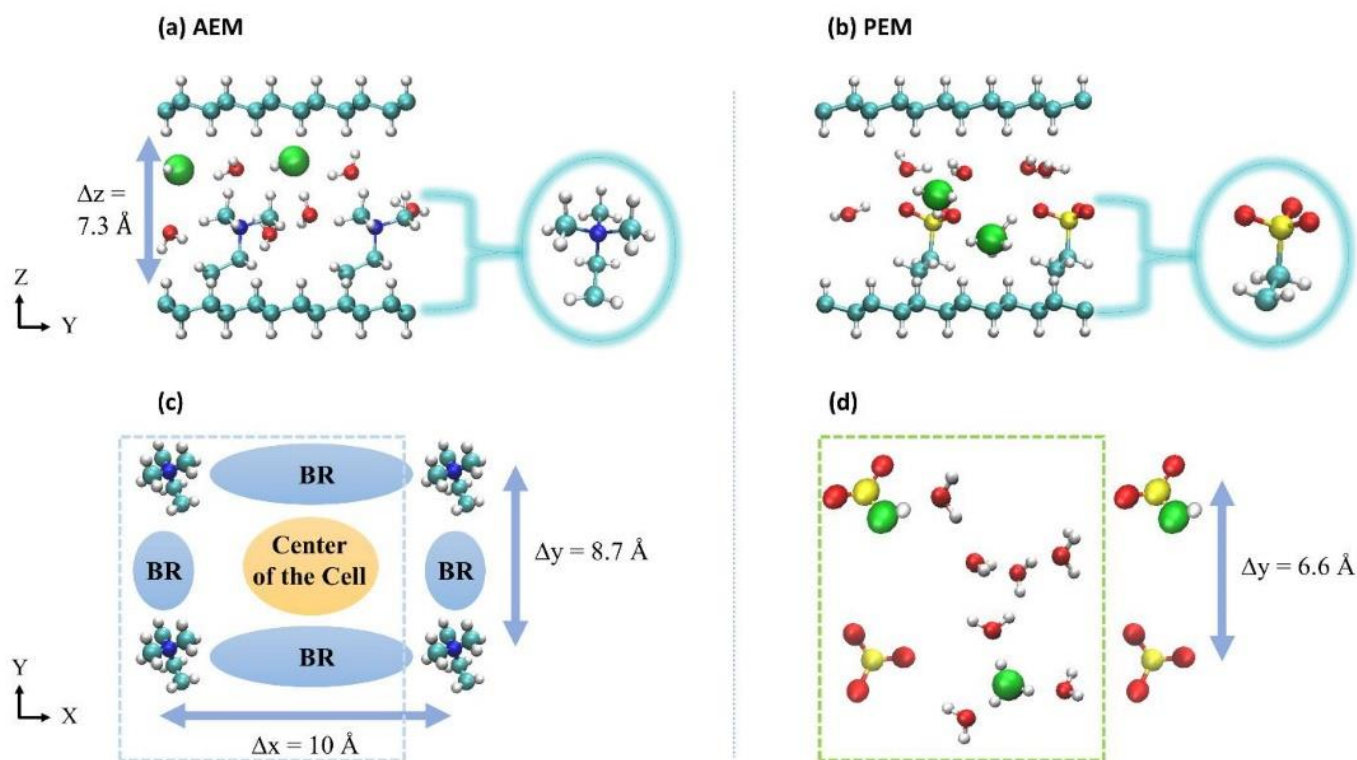 (a) AEM
(b) PEM
Δz =
7.3 Å
Z
Y
(c)
(d)
BR
Center
of the Cell
BR
BR
BR
Δy = 8.7 Å
Δy = 6.6 Å
Y
X
Δx = 10 Å